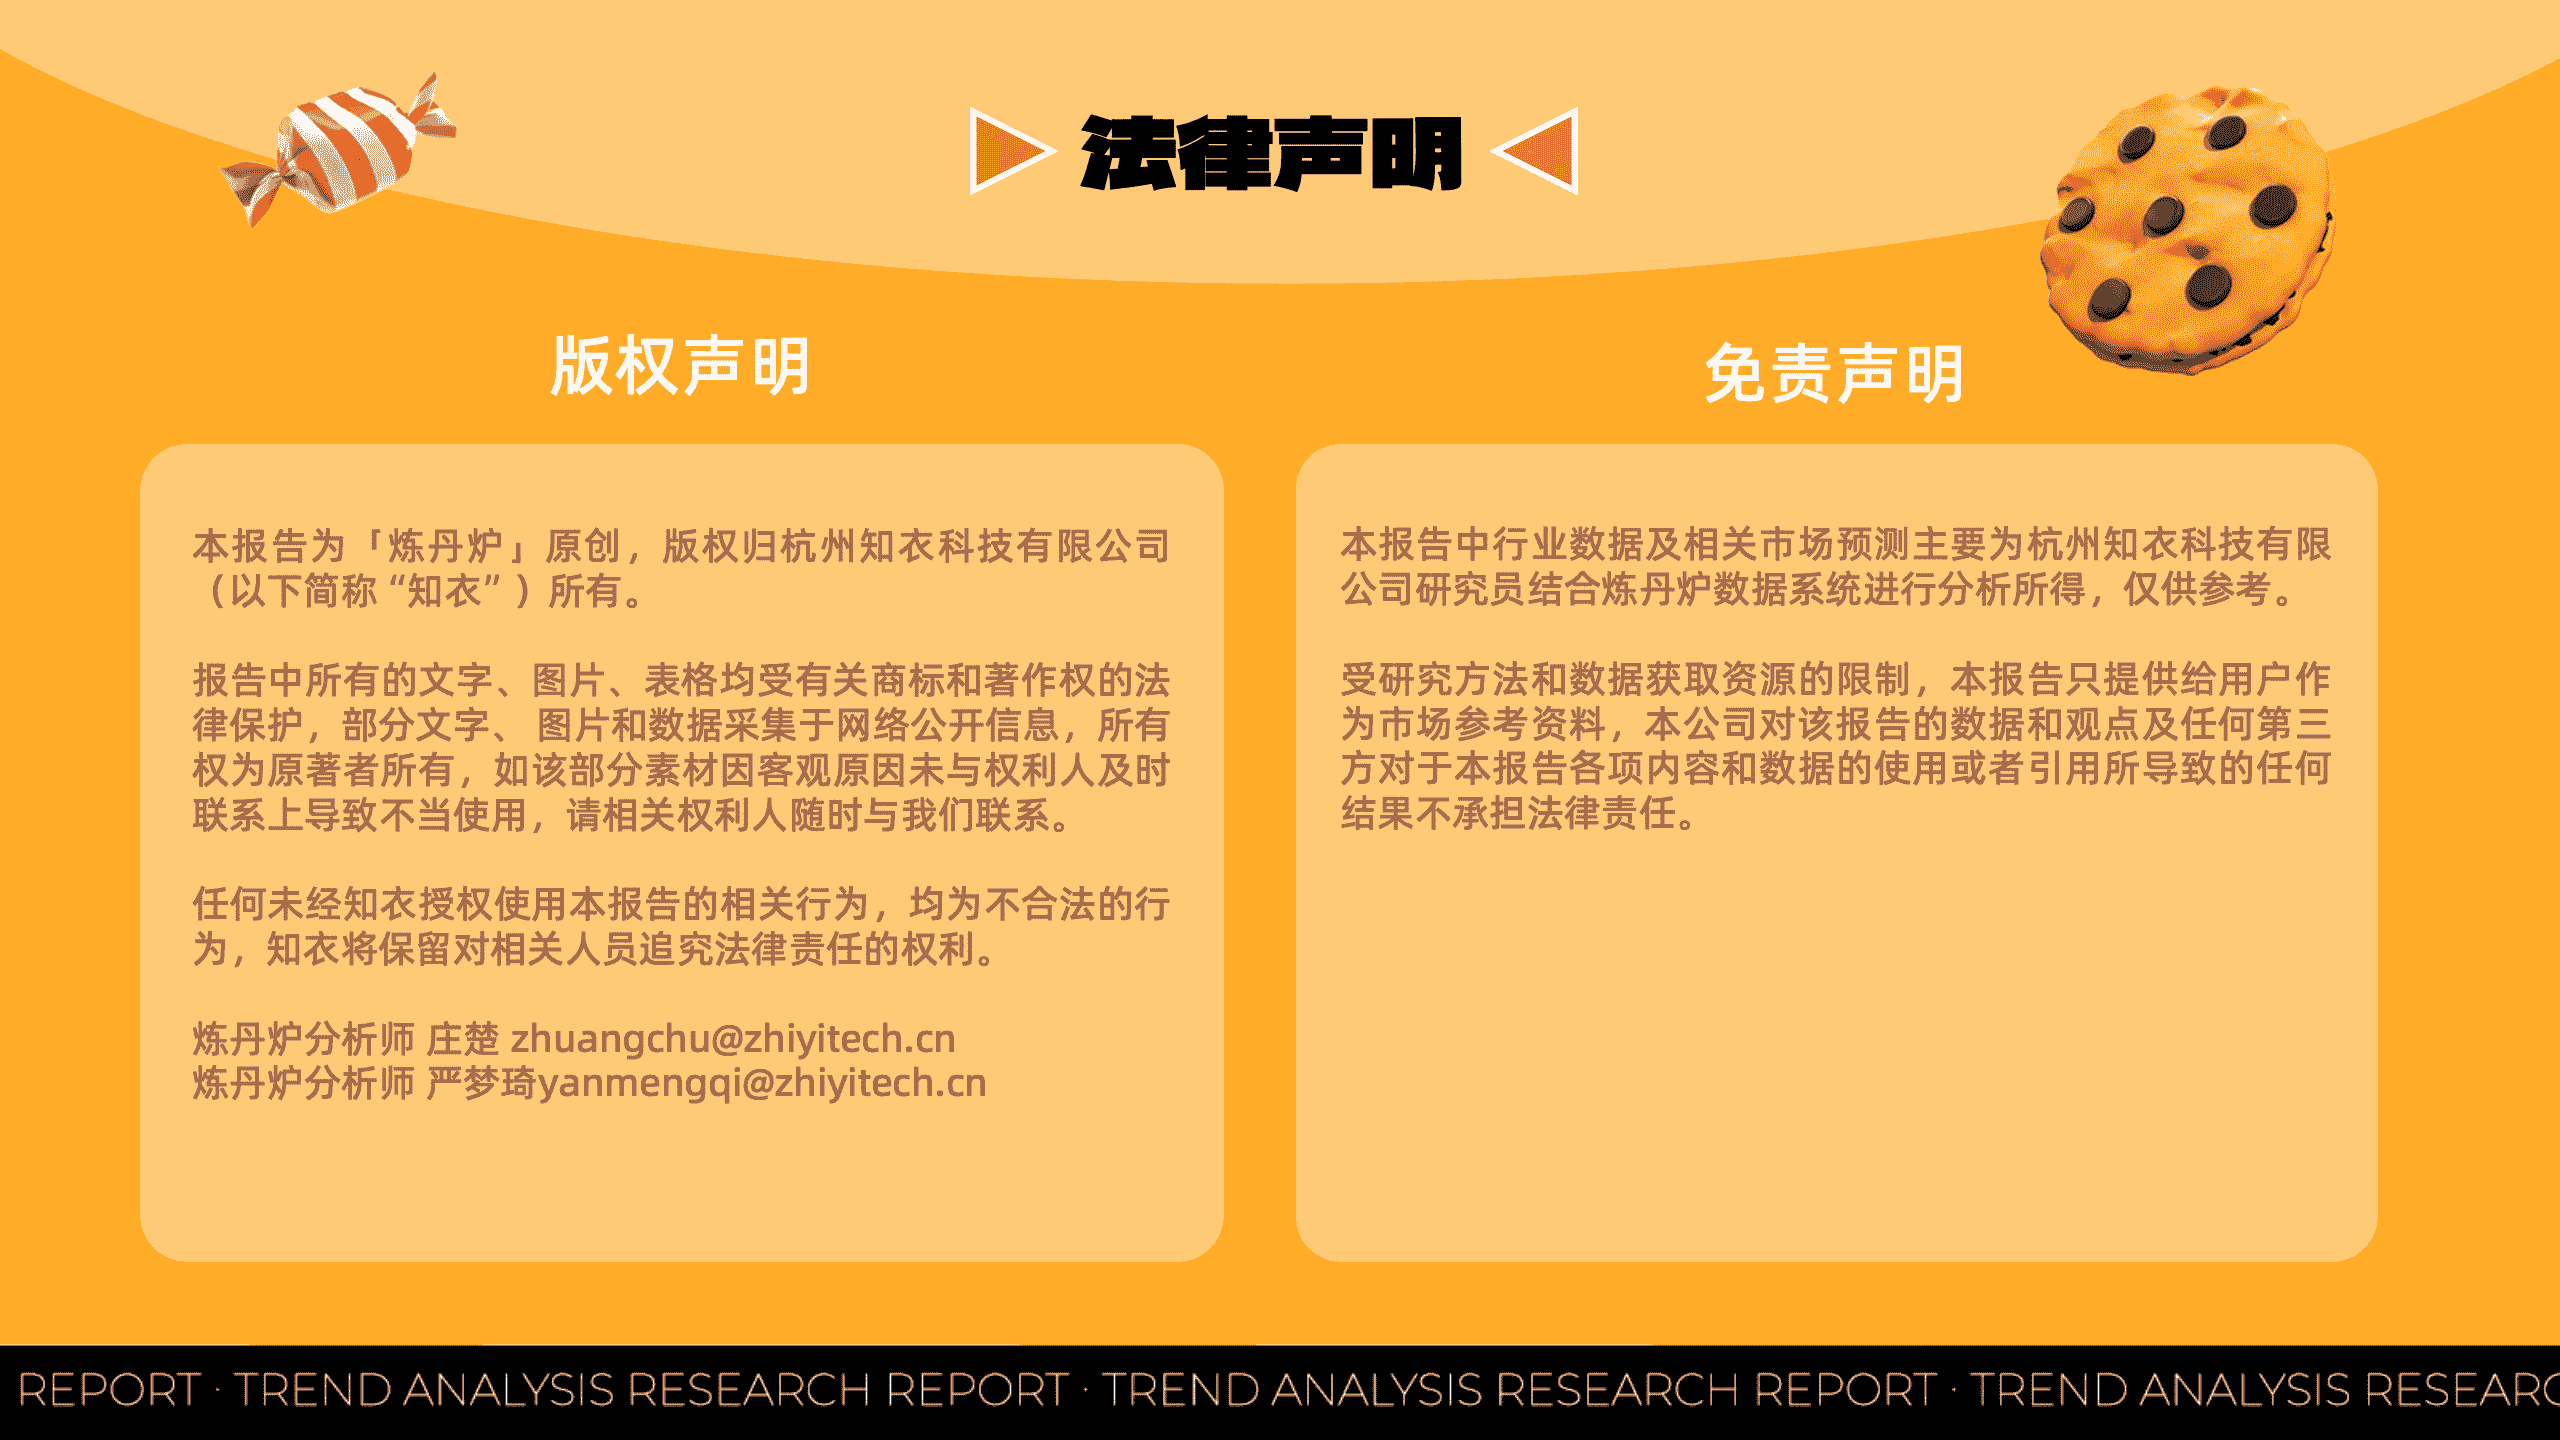 法律声明
版权声明
本报告为「炼丹炉」原创，版权归杭州知衣科技有限公司
（以下简称“知衣”）所有。
报告中所有的文字、图片、表格均受有关商标和著作权的法
律保护，部分文字、 图片和数据采集于网络公开信息，所有
权为原著者所有，如该部分素材因客观原因未与权利人及时
联系上导致不当使用，请相关权利人随时与我们联系。
任何未经知衣授权使用本报告的相关行为，均为不合法的行
为，知衣将保留对相关人员追究法律责任的权利。
炼丹炉分析师 庄楚 zhuangchu@zhiyitech.cn
炼丹炉分析师 严梦琦yanmengqi@zhiyitech.cn
免责声明
本报告中行业数据及相关市场预测主要为杭州知衣科技有限
公司研究员结合炼丹炉数据系统进行分析所得，仅供参考。
受研究方法和数据获取资源的限制，本报告只提供给用户作
为市场参考资料，本公司对该报告的数据和观点及任何第三
方对于本报告各项内容和数据的使用或者引用所导致的任何
结果不承担法律责任。
REPORT · TREND ANALYSIS RESEARCH REPORT · TREND ANALYSIS RESEARCH REPORT · TREND ANALYSIS RESEARC